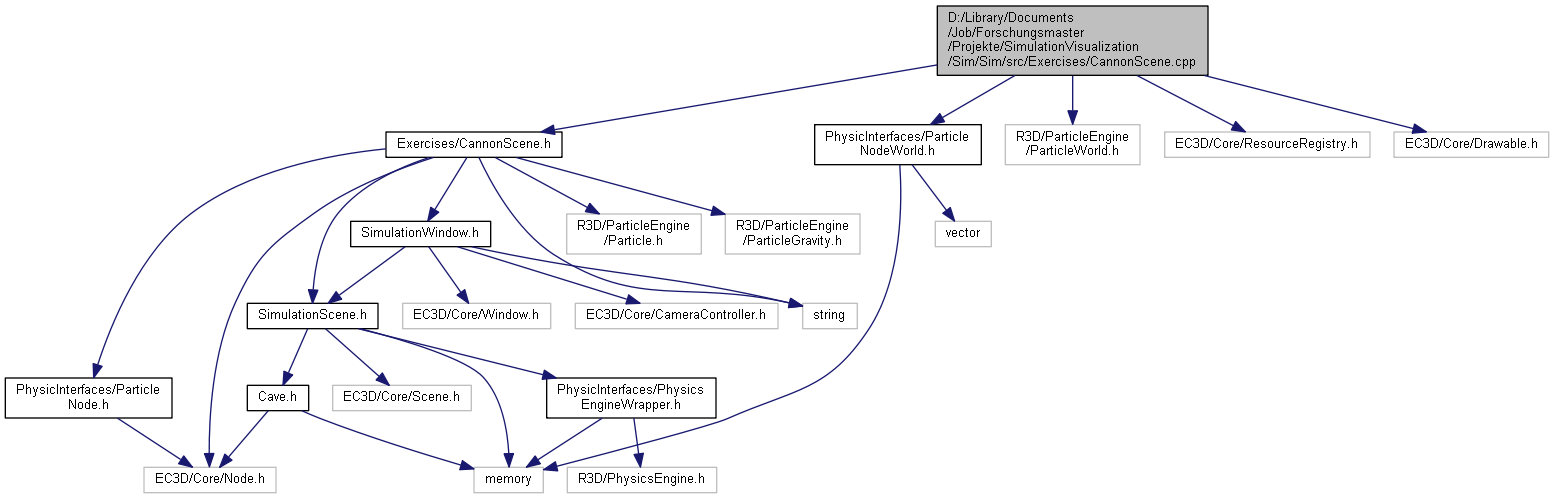 D:/Library/Documents
/Job/Forschungsmaster
/Projekte/SimulationVisualization
/Sim/Sim/src/Exercises/CannonScene.cpp
Exercises/CannonScene.h
PhysicInterfaces/Particle
NodeWorld.h
R3D/ParticleEngine
/ParticleWorld.h
EC3D/Core/ResourceRegistry.h
EC3D/Core/Drawable.h
SimulationWindow.h
R3D/ParticleEngine
/Particle.h
R3D/ParticleEngine
/ParticleGravity.h
vector
SimulationScene.h
EC3D/Core/Window.h
EC3D/Core/CameraController.h
string
PhysicInterfaces/Particle
Node.h
Cave.h
EC3D/Core/Scene.h
PhysicInterfaces/Physics
EngineWrapper.h
EC3D/Core/Node.h
memory
R3D/PhysicsEngine.h